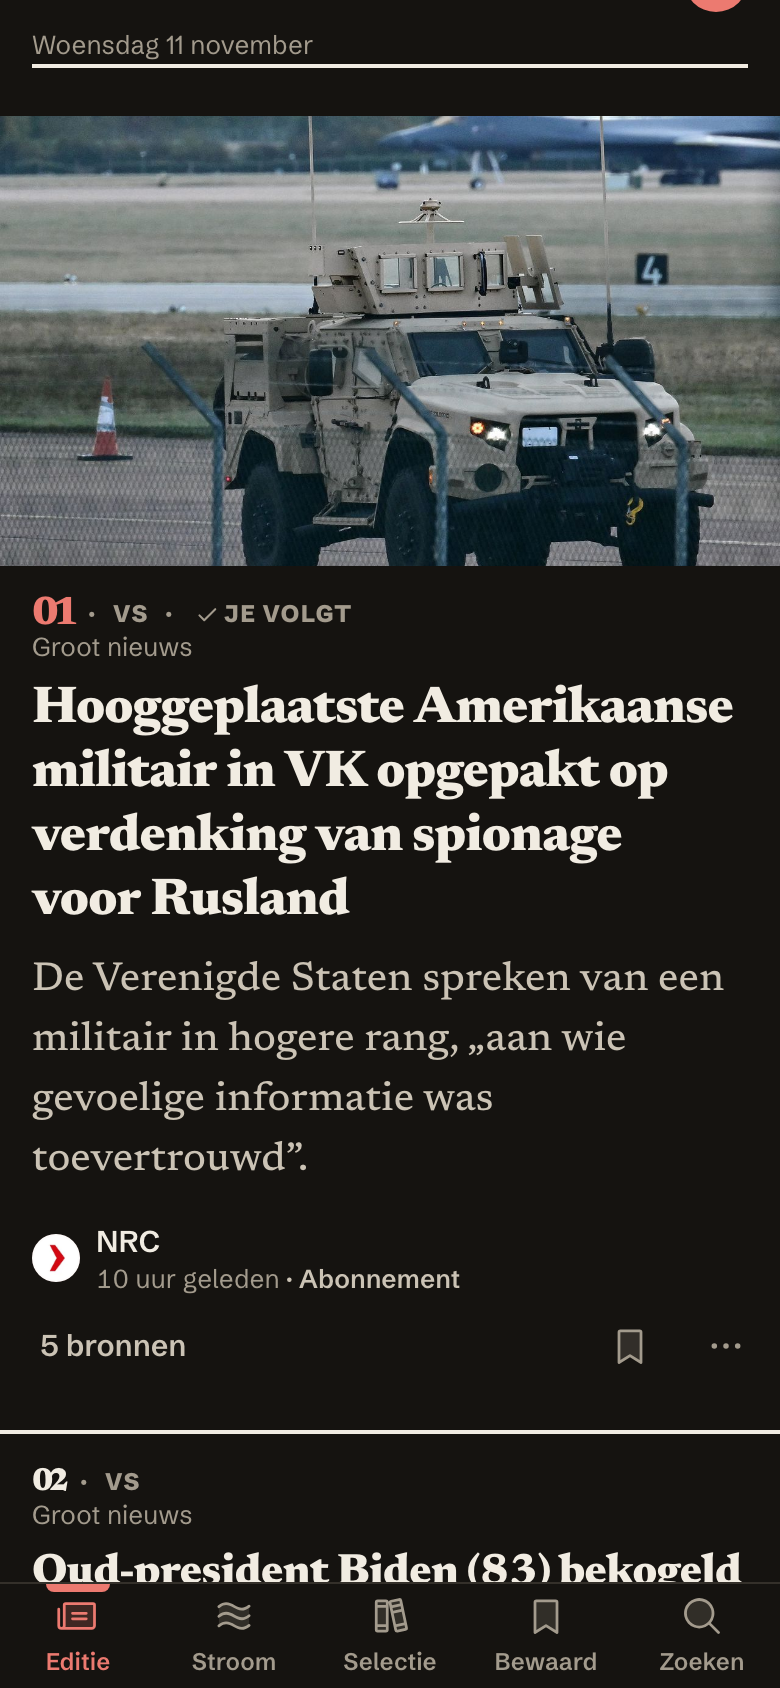 Woensdag 11 november
4
01 · VS · ✓ JE VOLGT
Groot nieuws
Hooggeplaatste Amerikaanse
militair in VK opgepakt op
verdenking van spionage
voor Rusland
De Verenigde Staten spreken van een
militair in hogere rang, „aan wie
gevoelige informatie was
toevertrouwd”.
NRC
10 uur geleden · Abonnement
5 bronnen
02 · VS
Groot nieuws
Oud-president Biden (83) bekogeld
Editie
Stroom
Selectie
Bewaard
Zoeken